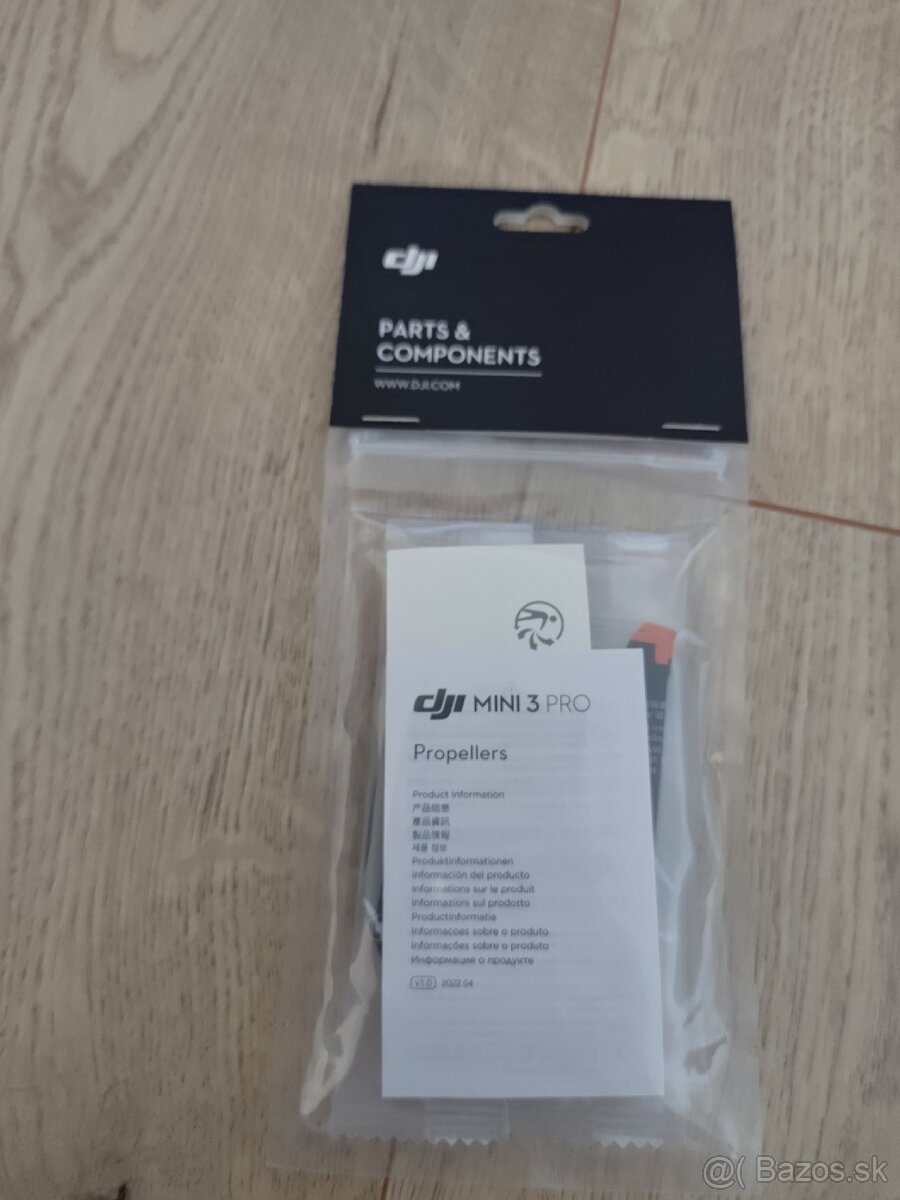 dji
PARTS &
COMPONENTS
WWW.DJI.COM
dji MINI 3 PRO
Propellers
Product Information
产品信息
產品資訊
製品情報
제품 정보
Produktinformationen
Información del producto
Informations sur le produit
Informazioni sul prodotto
Productinformatie
Informacoes sobre o produto
Informações sobre o produto
Информация о продукте
v1.0 2022.04
@( Bazos.sk